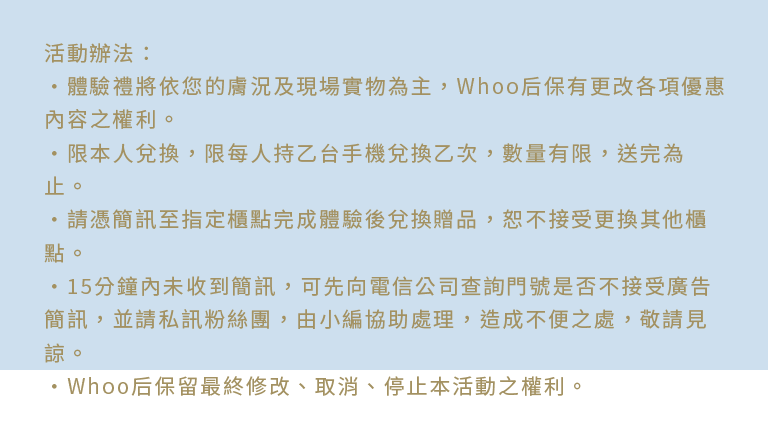 活動辦法：
・體驗禮將依您的膚況及現場實物為主，Whoo后保有更改各項優惠
內容之權利。
・限本人兌換，限每人持乙台手機兌換乙次，數量有限，送完為
止。
・請憑簡訊至指定櫃點完成體驗後兌換贈品，恕不接受更換其他櫃
點。
・15分鐘內未收到簡訊，可先向電信公司查詢門號是否不接受廣告
簡訊，並請私訊粉絲團，由小編協助處理，造成不便之處，敬請見
諒。
・Whoo后保留最終修改、取消、停止本活動之權利。